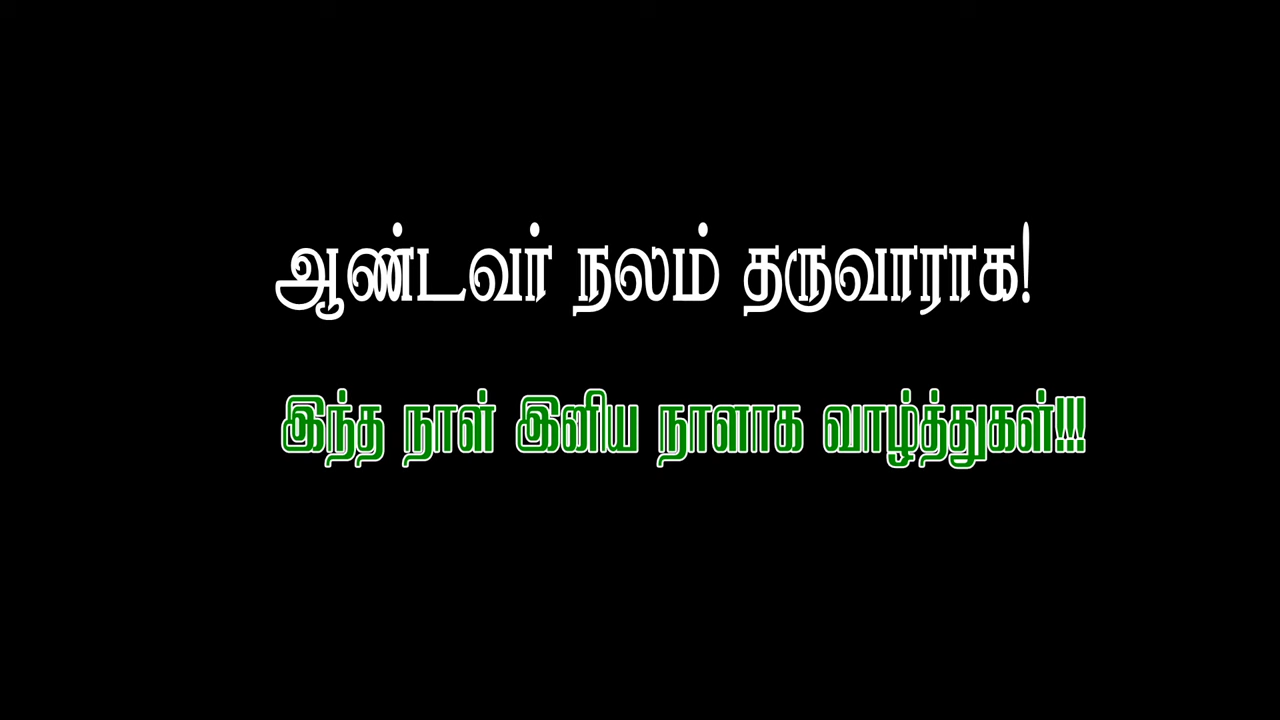 ஆண்டவர் நலம் தருவாராக!
இந்த நாள் இனிய நாளாக வாழ்த்துகள்!!!